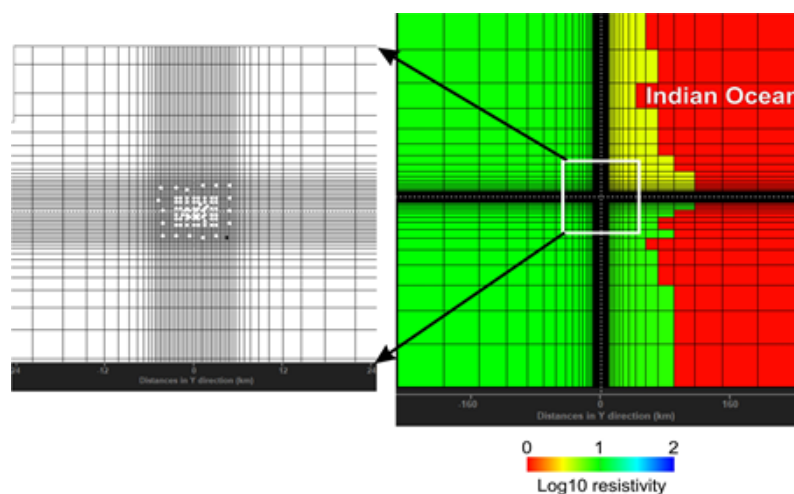 Indian Ocean
24
-12
0
12
24
Distances in Y direction (km)
-160
0
160
Distances in Y direction (km)
0
1
2
Log10 resistivity